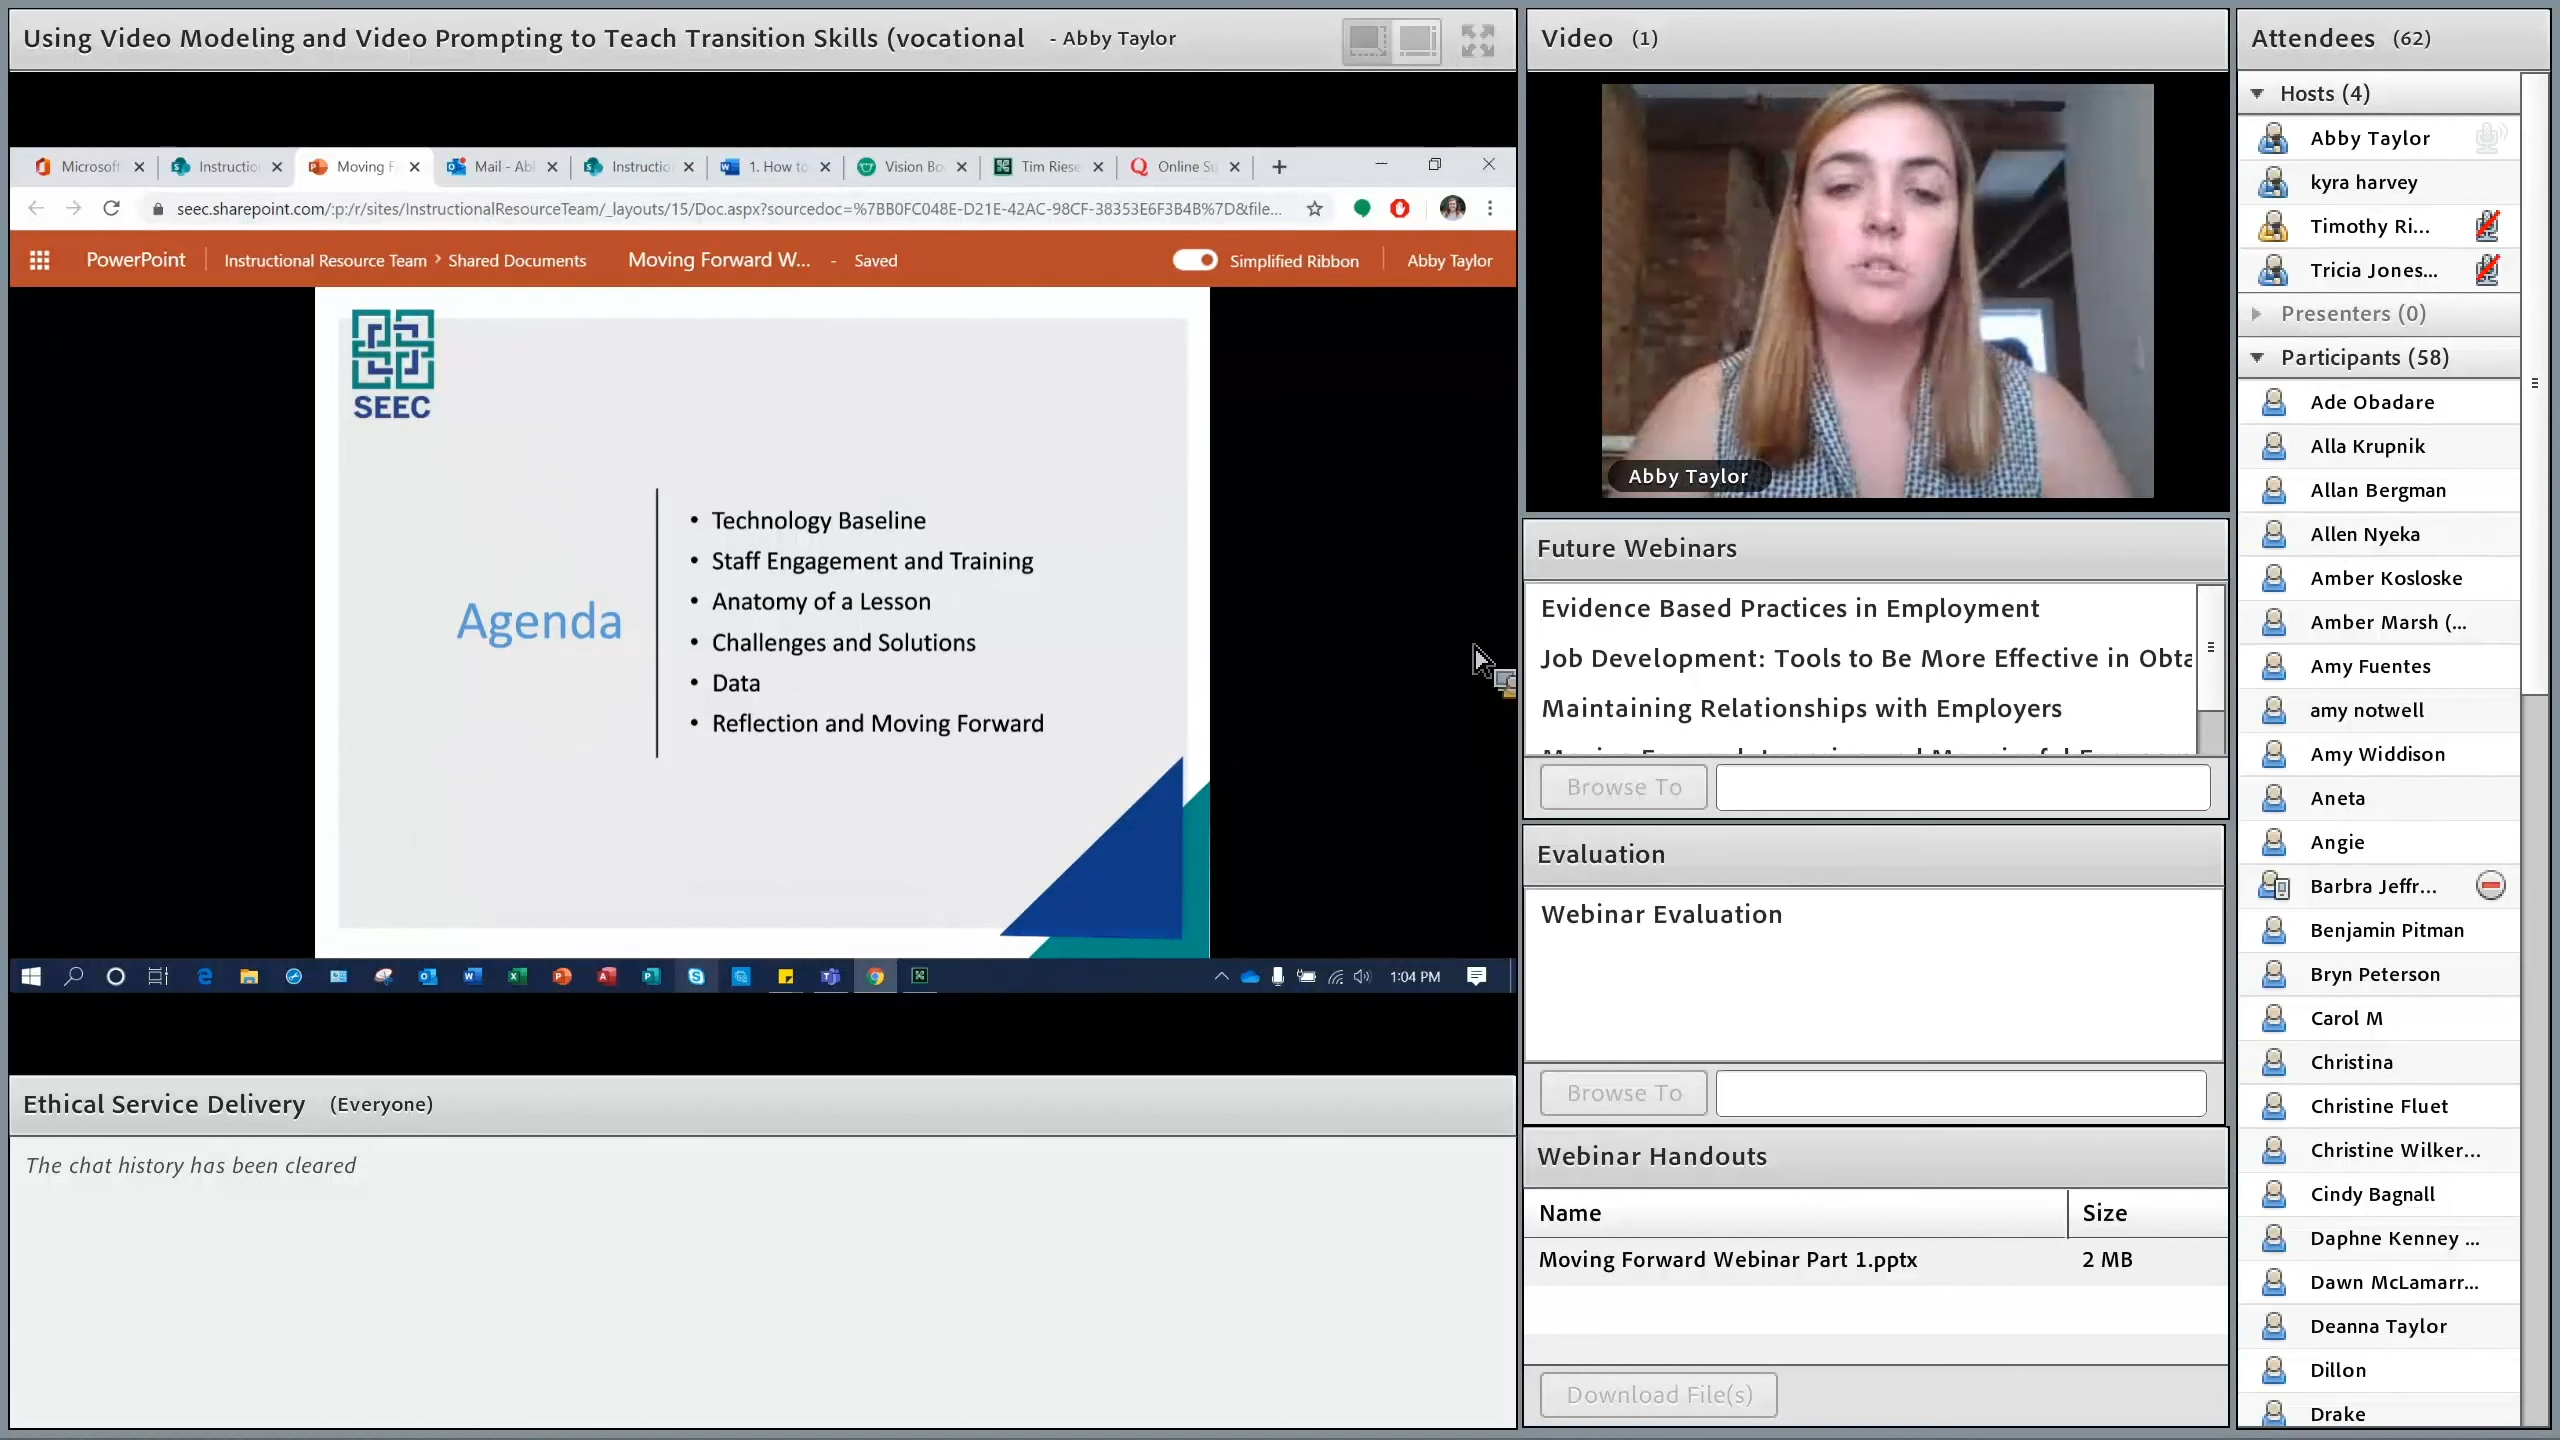 Using Video Modeling and Video Prompting to Teach Transition Skills (vocational - Abby Taylor
Microsoft
Instructio
Moving F
Mail - Ab
Instructio
1. How to
Vision Bo
Tim Riese
Online Su
seec.sharepoint.com/:p:/r/sites/InstructionalResourceTeam/_layouts/15/Doc.aspx?sourcedoc=%7BB0FC048E-D21E-42AC-98CF-38353E6F3B4B%7D&file...
PowerPoint Instructional Resource Team > Shared Documents Moving Forward W... - Saved Simplified Ribbon Abby Taylor
SEEC
Agenda
• Technology Baseline
• Staff Engagement and Training
• Anatomy of a Lesson
• Challenges and Solutions
• Data
• Reflection and Moving Forward
1:04 PM
Ethical Service Delivery (Everyone)
The chat history has been cleared
Video (1)
Abby Taylor
Future Webinars
Evidence Based Practices in Employment
Job Development: Tools to Be More Effective in Obta
Maintaining Relationships with Employers
Browse To
Evaluation
Webinar Evaluation
Browse To
Webinar Handouts
Name Size
Moving Forward Webinar Part 1.pptx 2 MB
Download File(s)
Attendees (62)
Hosts (4)
Abby Taylor
kyra harvey
Timothy Ri...
Tricia Jones...
Presenters (0)
Participants (58)
Ade Obadare
Alla Krupnik
Allan Bergman
Allen Nyeka
Amber Kosloske
Amber Marsh (...
Amy Fuentes
amy notwell
Amy Widdison
Aneta
Angie
Barbra Jeffr...
Benjamin Pitman
Bryn Peterson
Carol M
Christina
Christine Fluet
Christine Wilker...
Cindy Bagnall
Daphne Kenney ...
Dawn McLamarr...
Deanna Taylor
Dillon
Drake